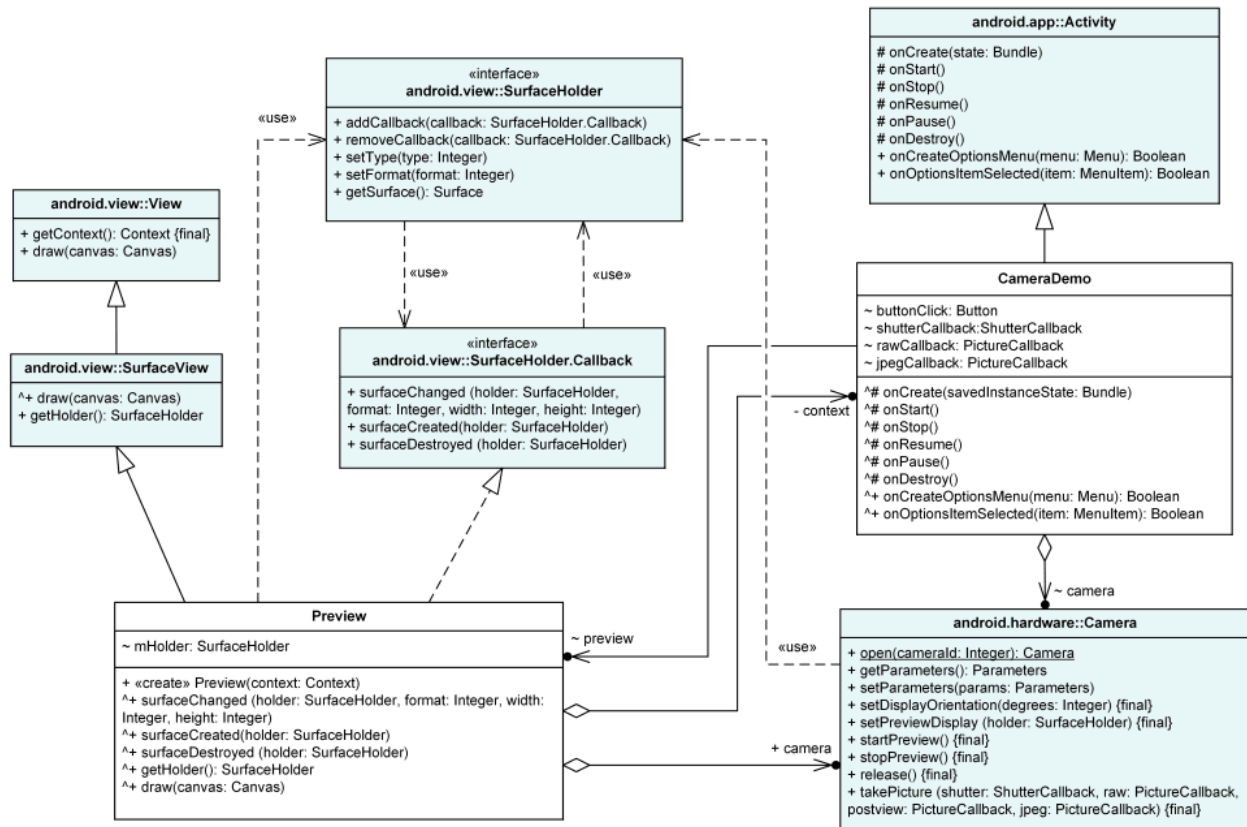 android.app::Activity
# onCreate(state: Bundle)
# onStart()
# onStop()
# onResume()
# onPause()
# onDestroy()
+ onCreateOptionsMenu(menu: Menu): Boolean
+ onOptionsItemSelected(item: MenuItem): Boolean
«interface»
android.view::SurfaceHolder
+ addCallback(callback: SurfaceHolder.Callback)
+ removeCallback(callback: SurfaceHolder.Callback)
+ setType(type: Integer)
+ setFormat(format: Integer)
+ getSurface(): Surface
«use»
android.view::View
+ getContext(): Context {final}
+ draw(canvas: Canvas)
«use»
«use»
CameraDemo
~ buttonClick: Button
~ shutterCallback:ShutterCallback
~ rawCallback: PictureCallback
~ jpegCallback: PictureCallback
^# onCreate(savedInstanceState: Bundle)
^# onStart()
^# onStop()
^# onResume()
^# onPause()
^# onDestroy()
^+ onCreateOptionsMenu(menu: Menu): Boolean
^+ onOptionsItemSelected(item: MenuItem): Boolean
«interface»
android.view::SurfaceHolder.Callback
+ surfaceChanged (holder: SurfaceHolder,
format: Integer, width: Integer, height: Integer)
+ surfaceCreated(holder: SurfaceHolder)
+ surfaceDestroyed (holder: SurfaceHolder)
android.view::SurfaceView
^+ draw(canvas: Canvas)
+ getHolder(): SurfaceHolder
- context
~ camera
Preview
~ mHolder: SurfaceHolder
+ «create» Preview(context: Context)
^+ surfaceChanged (holder: SurfaceHolder, format: Integer, width:
Integer, height: Integer)
^+ surfaceCreated(holder: SurfaceHolder)
^+ surfaceDestroyed (holder: SurfaceHolder)
^+ getHolder(): SurfaceHolder
^+ draw(canvas: Canvas)
~ preview
+ camera
«use»
android.hardware::Camera
+ open(cameraId: Integer): Camera
+ getParameters(): Parameters
+ setParameters(params: Parameters)
+ setDisplayOrientation(degrees: Integer) {final}
+ setPreviewDisplay (holder: SurfaceHolder) {final}
+ startPreview() {final}
+ stopPreview() {final}
+ release() {final}
+ takePicture (shutter: ShutterCallback, raw: PictureCallback,
postview: PictureCallback, jpeg: PictureCallback) {final}